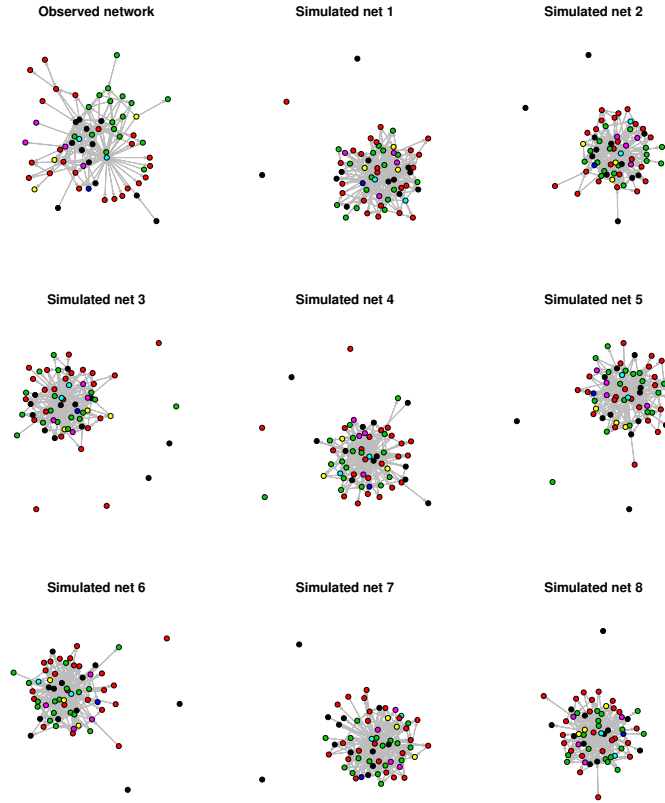 Observed network
Simulated net 1
Simulated net 2
Simulated net 3
Simulated net 4
Simulated net 5
Simulated net 6
Simulated net 7
Simulated net 8